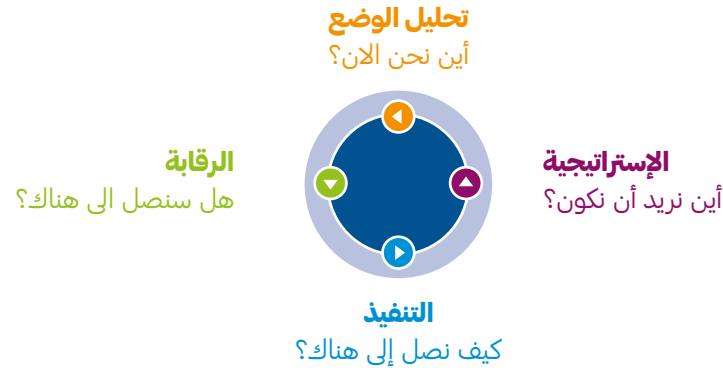 تحليل الوضع
أين نحن الان؟
الإستراتيجية
أين نريد أن نكون؟
الرقابة
هل سنصل الى هناك؟
التنفيذ
كيف نصل إلى هناك؟